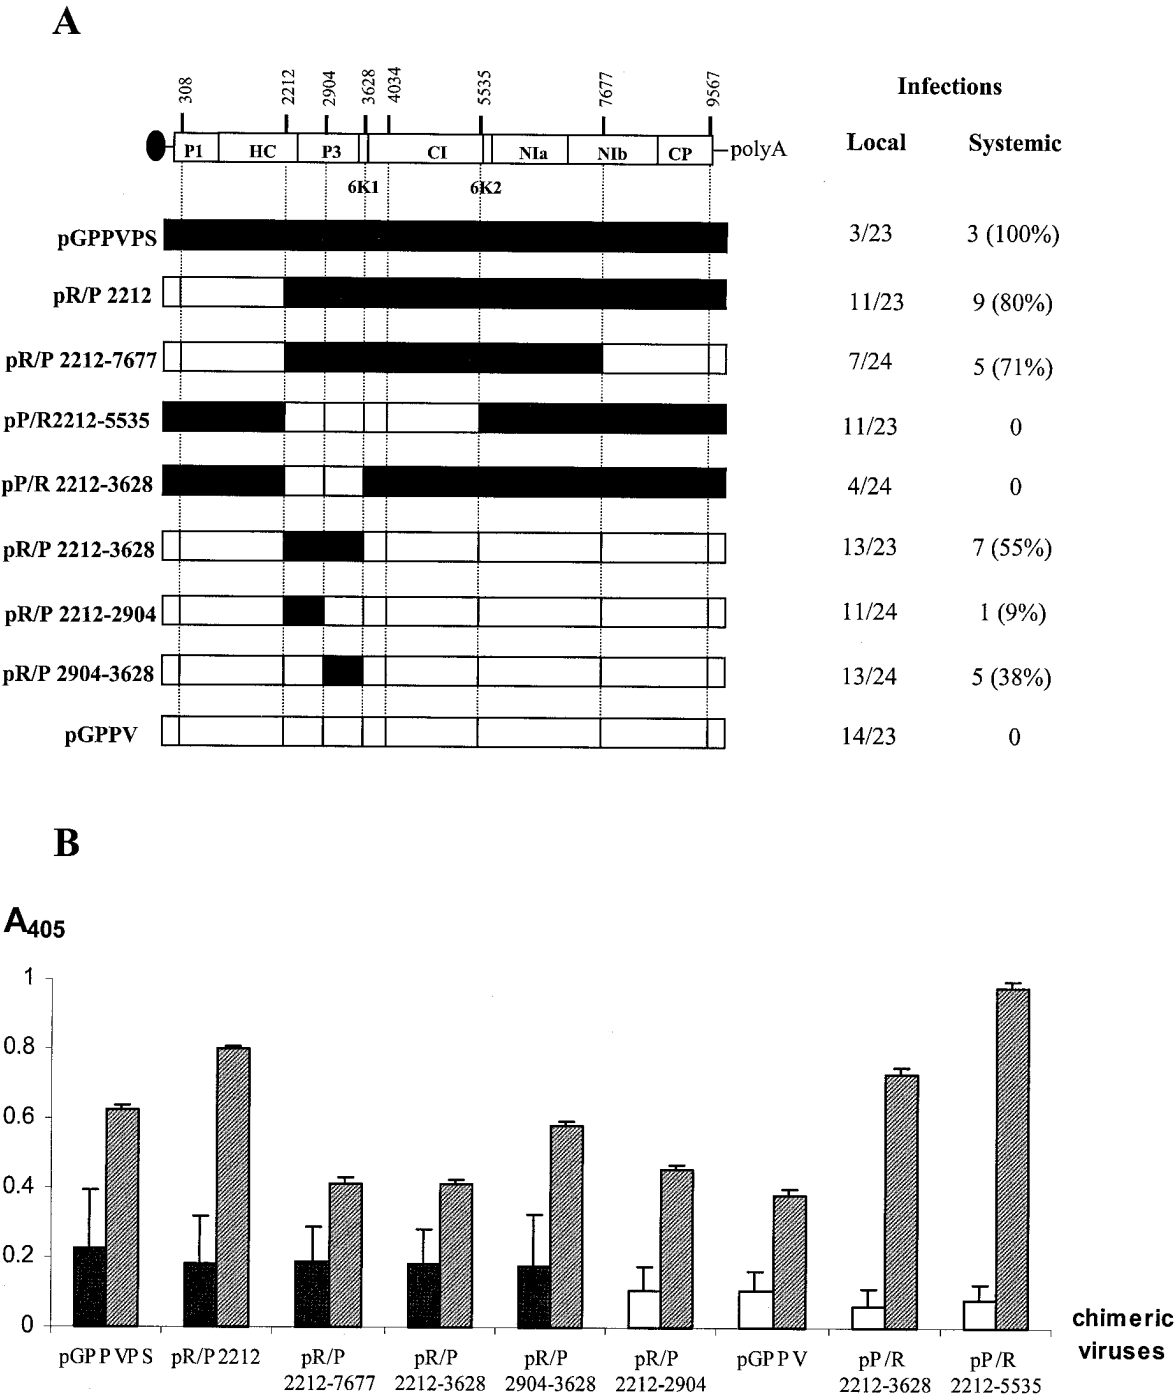 A
308 2212 2904 3628 4034 5535 7677 9567
Infections
Local Systemic
P1 HC P3 CI NIa NIb CP polyA
6K1 6K2
pGPPVPS 3/23 3 (100%)
pR/P 2212 11/23 9 (80%)
pR/P 2212-7677 7/24 5 (71%)
pP/R2212-5535 11/23 0
pP/R 2212-3628 4/24 0
pR/P 2212-3628 13/23 7 (55%)
pR/P 2212-2904 11/24 1 (9%)
pR/P 2904-3628 13/24 5 (38%)
pGPPV 14/23 0
B
A405
1
0.8
0.6
0.4
0.2
0
pGPPVPS pR/P2212 pR/P pR/P pR/P pR/P pGPPV pP/R pP/R
2212-7677 2212-3628 2904-3628 2212-2904 2212-3628 2212-5535
chimeric
viruses